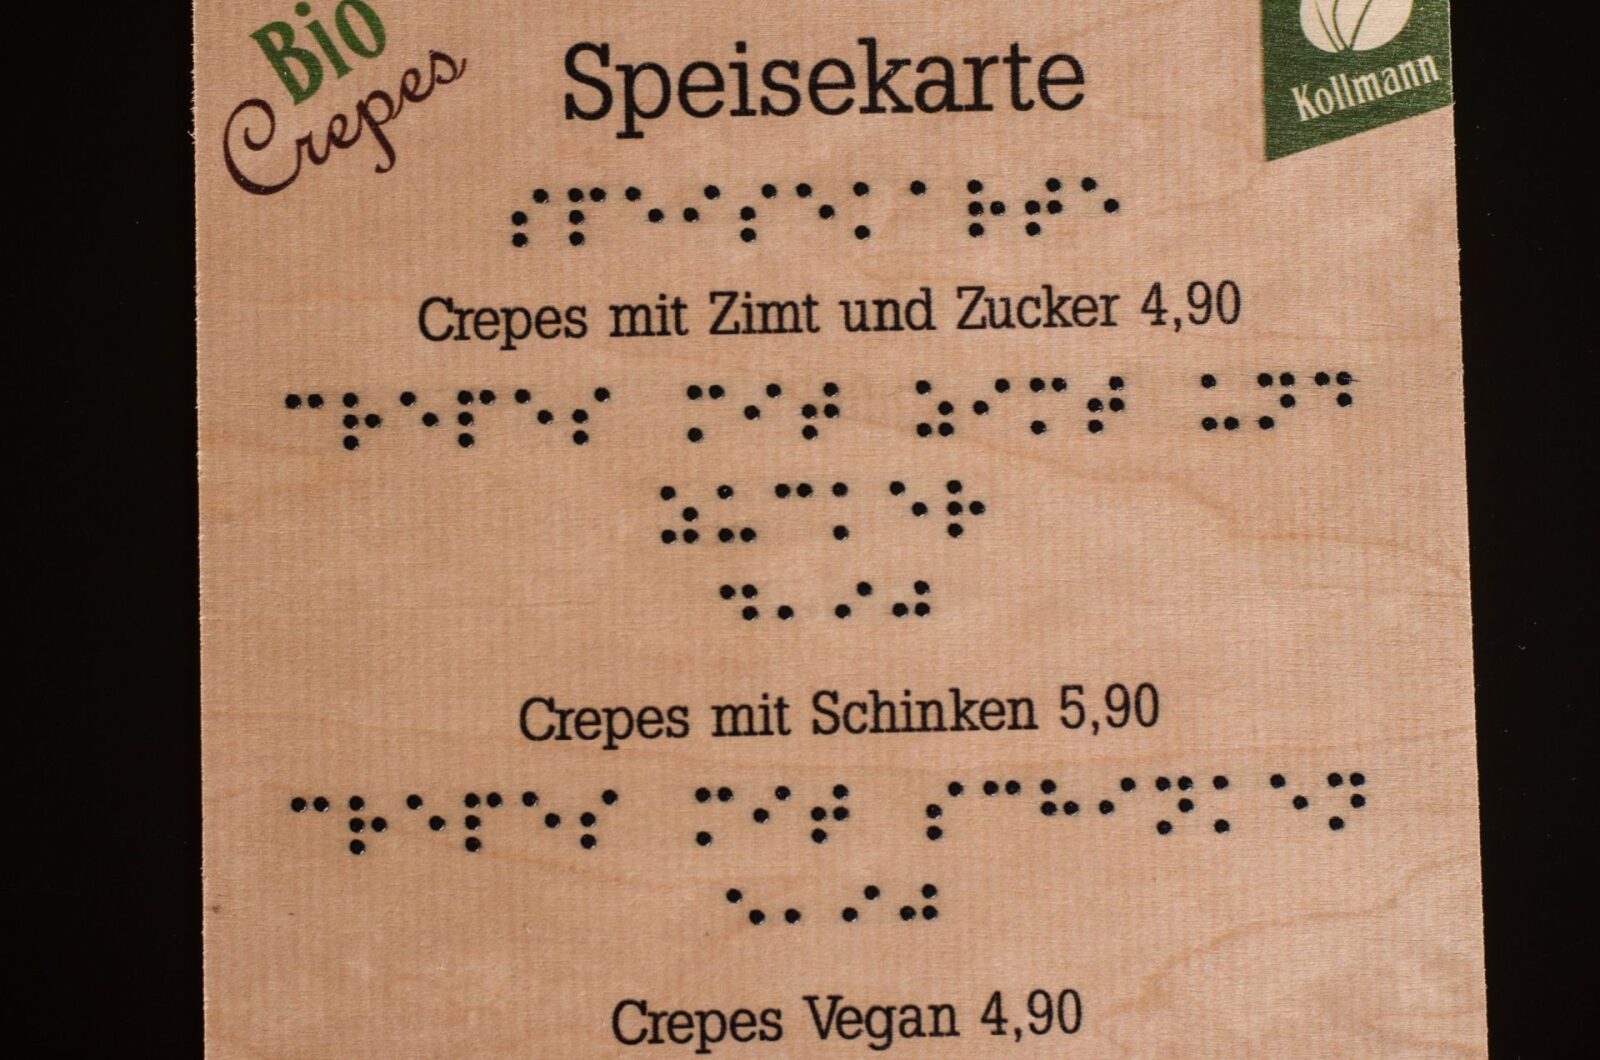 Bio
Crepes
Speisekarte
Kollmann
⠎⠏⠑⠊⠎⠑⠅⠁⠗⠞⠑
Crepes mit Zimt und Zucker 4,90
⠉⠗⠑⠏⠑⠎ ⠍⠊⠞ ⠵⠊⠍⠞ ⠥⠝⠙
⠵⠥⠉⠅⠑⠗
⠙⠂⠊⠚
Crepes mit Schinken 5,90
⠉⠗⠑⠏⠑⠎ ⠍⠊⠞ ⠎⠉⠓⠊⠝⠅⠑⠝
⠑⠂⠊⠚
Crepes Vegan 4,90